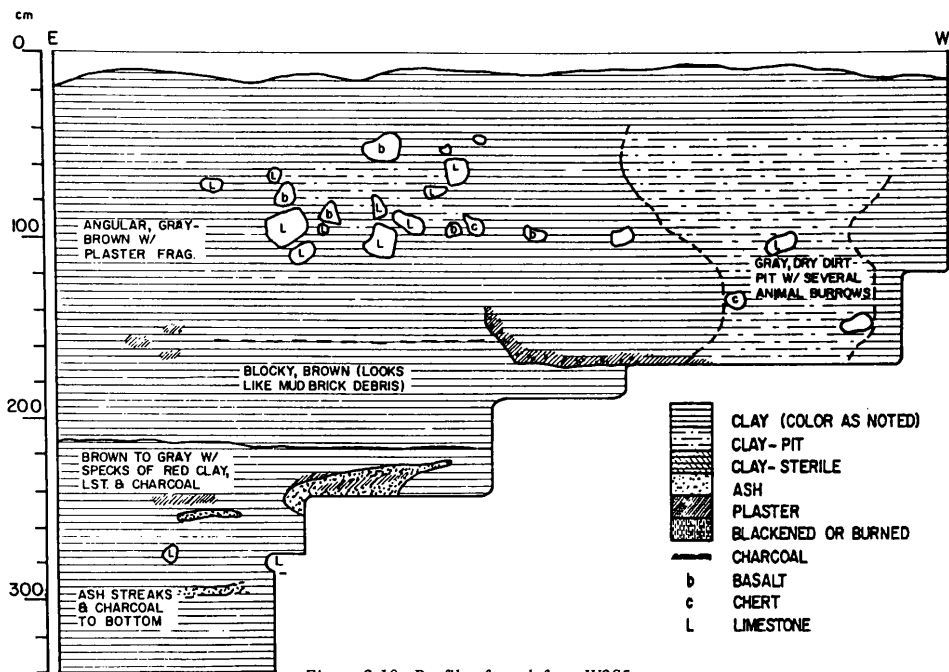 cm
0 E W
L
b
L
L
L
b
L
b
L
L
b
L
b
c
b
L
L
L
100
ANGULAR, GRAY-
BROWN W/
PLASTER FRAG.
GRAY, DRY DIRT-
PIT W/ SEVERAL
ANIMAL BURROWS
c
BLOCKY, BROWN (LOOKS
LIKE MUD BRICK DEBRIS)
200
BROWN TO GRAY W/
SPECKS OF RED CLAY,
LST. & CHARCOAL
L
L
300
ASH STREAKS
& CHARCOAL
TO BOTTOM
CLAY (COLOR AS NOTED)
CLAY-PIT
CLAY-STERILE
ASH
PLASTER
BLACKENED OR BURNED
CHARCOAL
b BASALT
c CHERT
L LIMESTONE